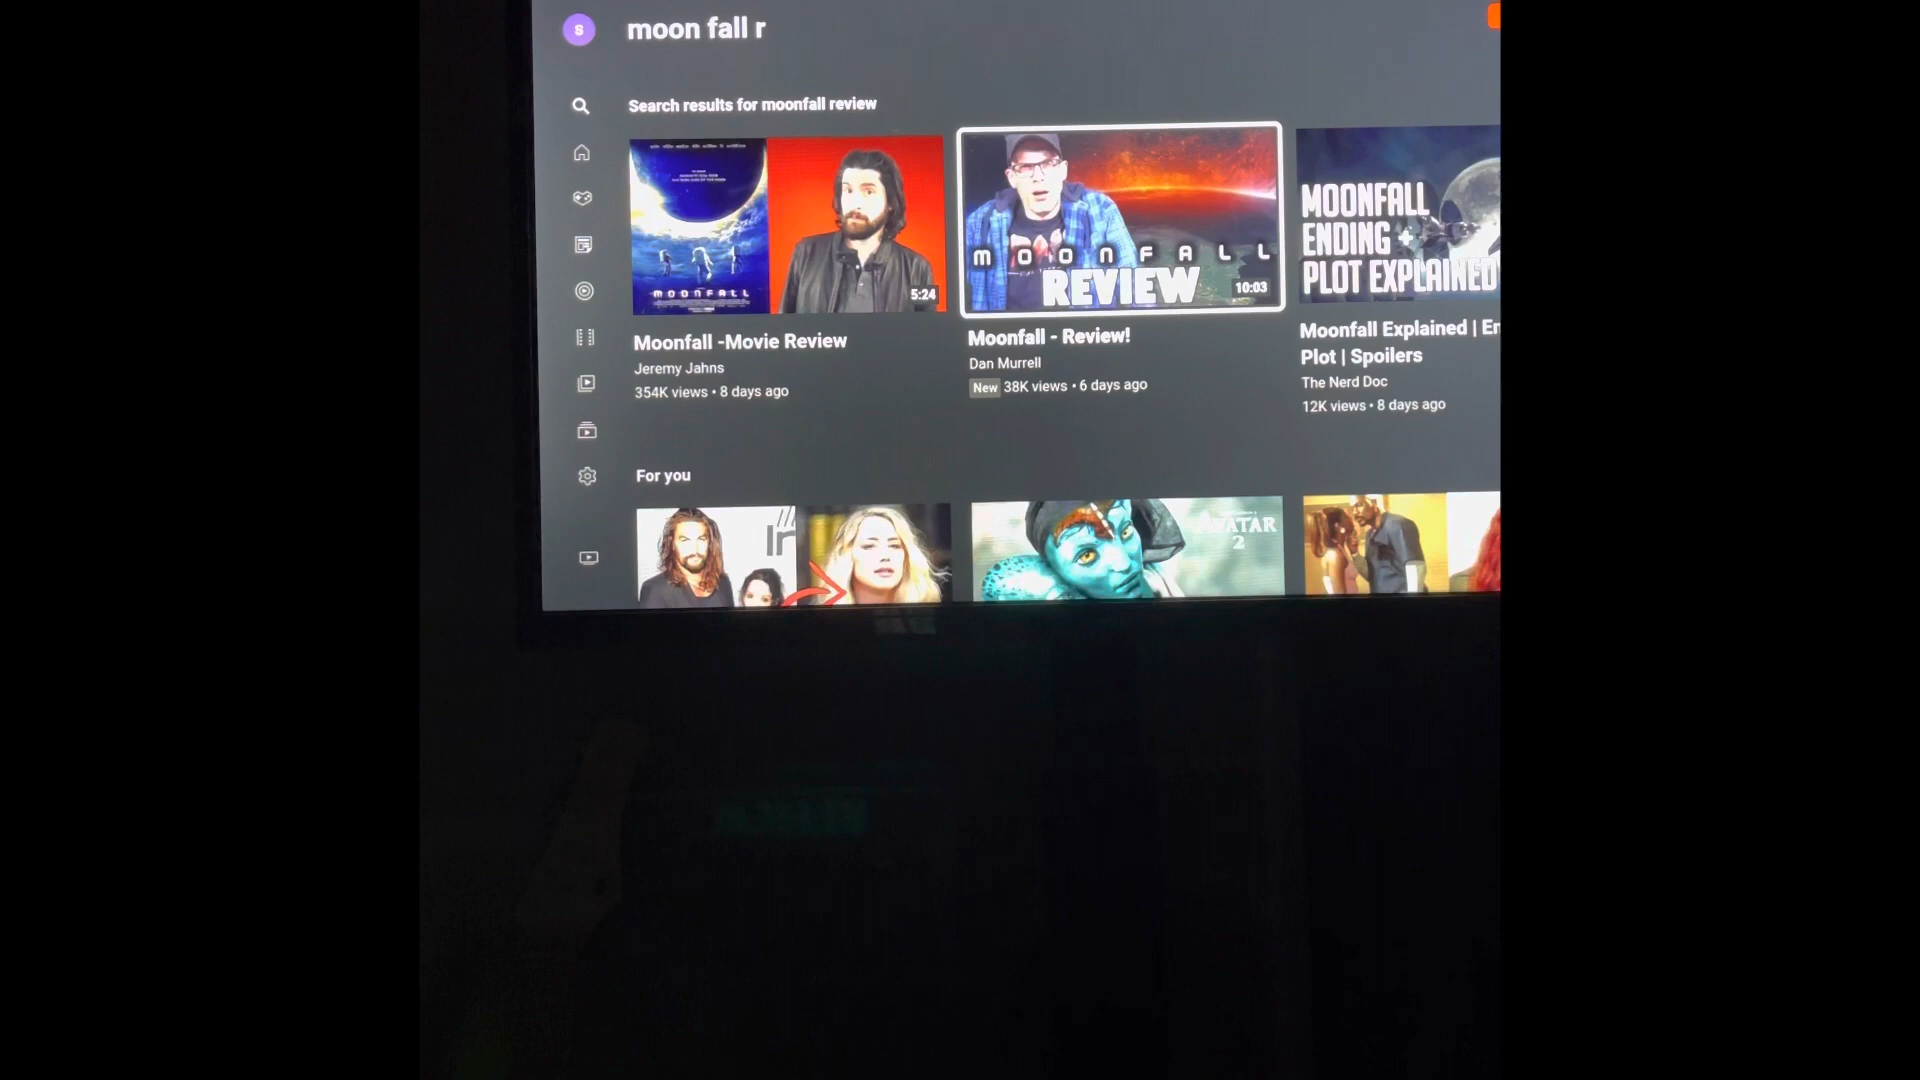 S
moon fall r
Search results for moonfall review
MOONFALL
5:24
MOONFALL
REVIEW
10:03
MOONFALL
ENDING +
PLOT EXPLAINED
Moonfall -Movie Review
Jeremy Jahns
354K views • 8 days ago
Moonfall - Review!
Dan Murrell
New 38K views • 6 days ago
Moonfall Explained | En
Plot | Spoilers
The Nerd Doc
12K views • 8 days ago
For you
AVATAR
2